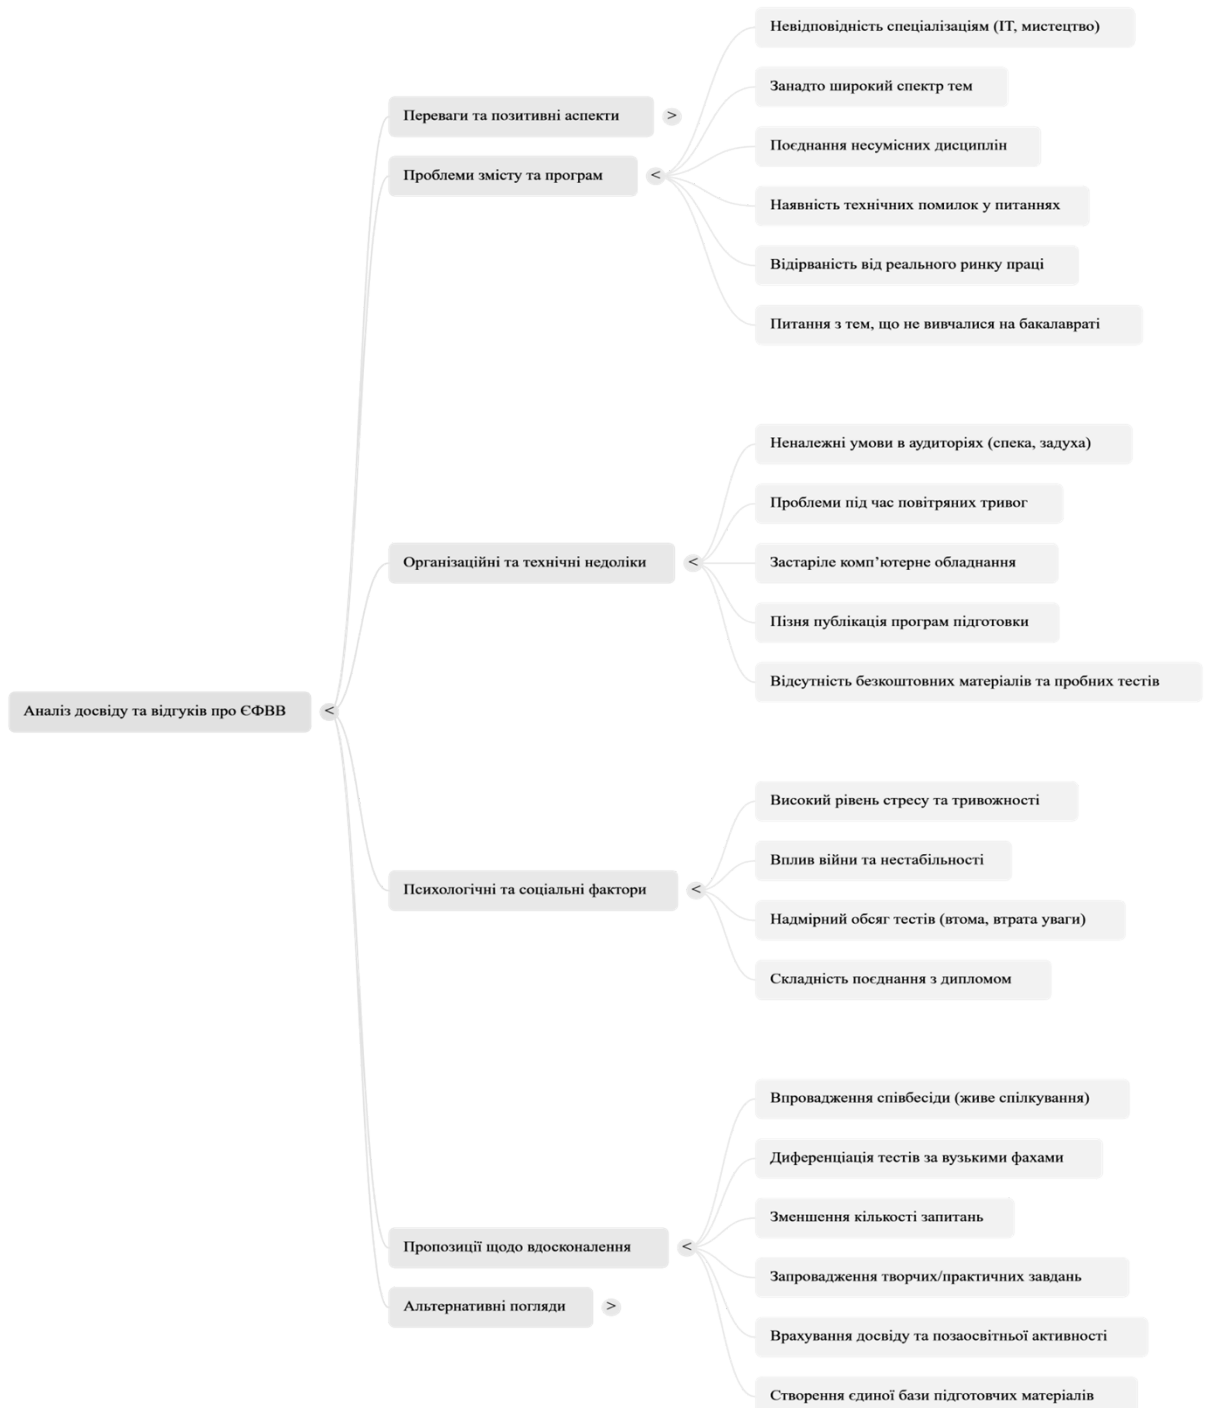 Аналіз досвіду та відгуків про ЄФВВ
<
Переваги та позитивні аспекти
>
Проблеми змісту та програм
<
Невідповідність спеціалізаціям (IT, мистецтво)
Занадто широкий спектр тем
Поєднання несумісних дисциплін
Наявність технічних помилок у питаннях
Відірваність від реального ринку праці
Питання з тем, що не вивчалися на бакалавраті
Організаційні та технічні недоліки
<
Неналежні умови в аудиторіях (спека, задуха)
Проблеми під час повітряних тривог
Застаріле комп’ютерне обладнання
Пізня публікація програм підготовки
Відсутність безкоштовних матеріалів та пробних тестів
Психологічні та соціальні фактори
<
Високий рівень стресу та тривожності
Вплив війни та нестабільності
Надмірний обсяг тестів (втома, втрата уваги)
Складність поєднання з дипломом
Пропозиції щодо вдосконалення
<
Впровадження співбесіди (живе спілкування)
Диференціація тестів за вузькими фахами
Зменшення кількості запитань
Запровадження творчих/практичних завдань
Врахування досвіду та позаосвітньої активності
Створення єдиної бази підготовчих матеріалів
Альтернативні погляди
>